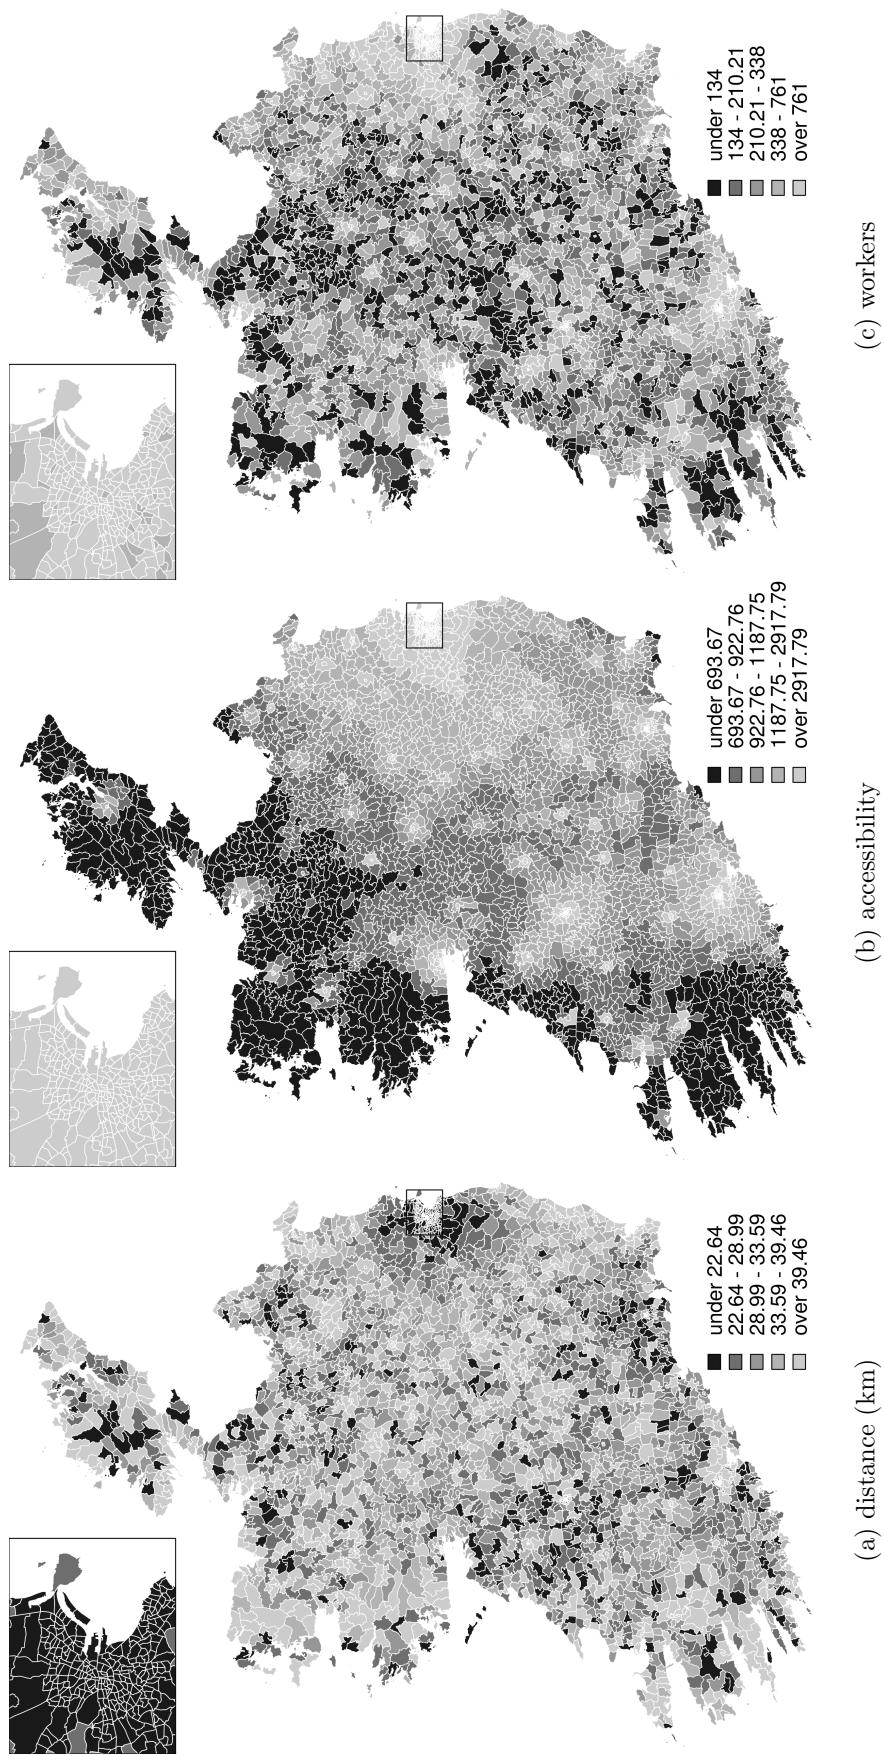 under 22.64
22.64 - 28.99
28.99 - 33.59
33.59 - 39.46
over 39.46
(a) distance (km)
under 693.67
693.67 - 922.76
922.76 - 1187.75
1187.75 - 2917.79
over 2917.79
(b) accessibility
under 134
134 - 210.21
210.21 - 338
338 - 761
over 761
(c) workers